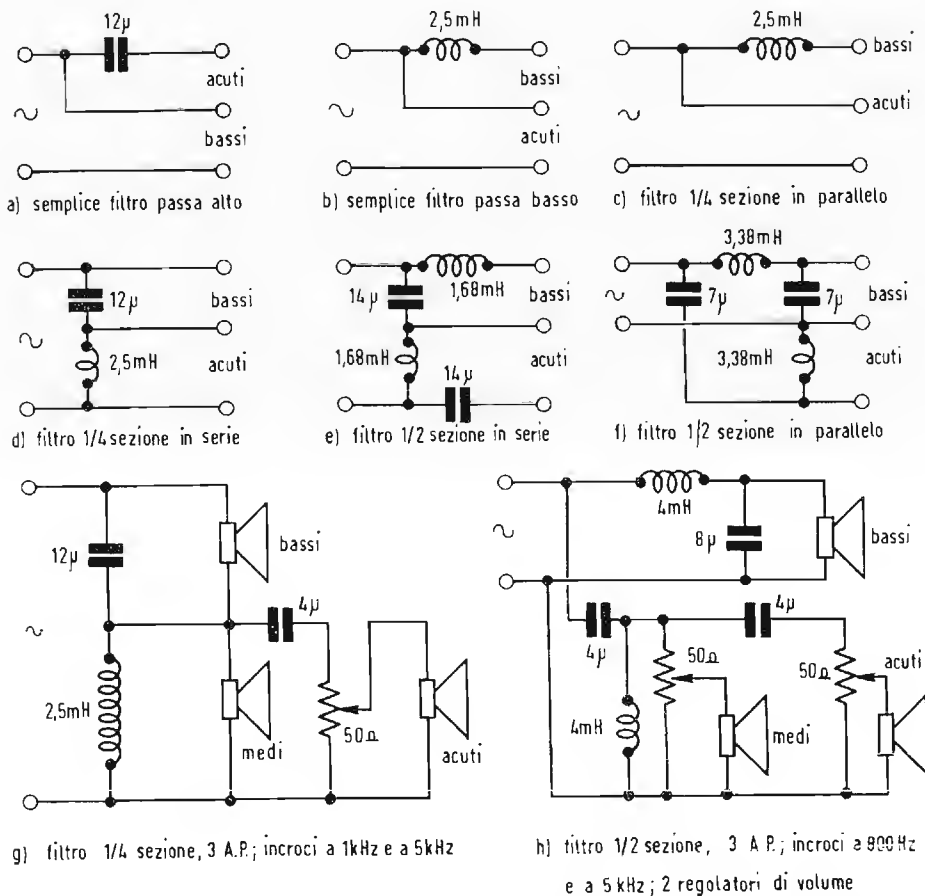 12μ
acuti
bassi
a) semplice filtro passa alto
2,5mH
bassi
acuti
b) semplice filtro passa basso
2,5mH
bassi
acuti
c) filtro 1/4 sezione in parallelo
12μ
bassi
2,5mH
acuti
d) filtro 1/4 sezione in serie
14μ
1,68mH
bassi
1,68mH
acuti
14μ
e) filtro 1/2 sezione in serie
3,38mH
7μ
7μ
bassi
3,38mH
acuti
f) filtro 1/2 sezione in parallelo
12μ
bassi
4μ
2,5mH
medi
50Ω
acuti
g) filtro 1/4 sezione, 3 A.P.; incroci a 1kHz e a 5kHz
4mH
8μ
bassi
4μ
4μ
50Ω
50Ω
acuti
4mH
medi
h) filtro 1/2 sezione, 3 A.P.; incroci a 800Hz
e a 5kHz; 2 regolatori di volume